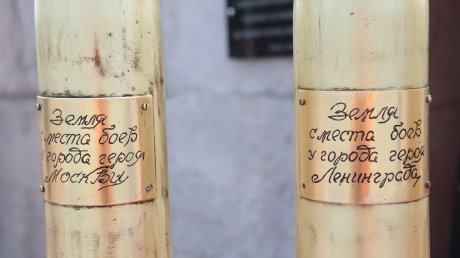 Земля
с места боев
у города героя
Москвы
Земля
с места боев
у города героя
Ленинграда